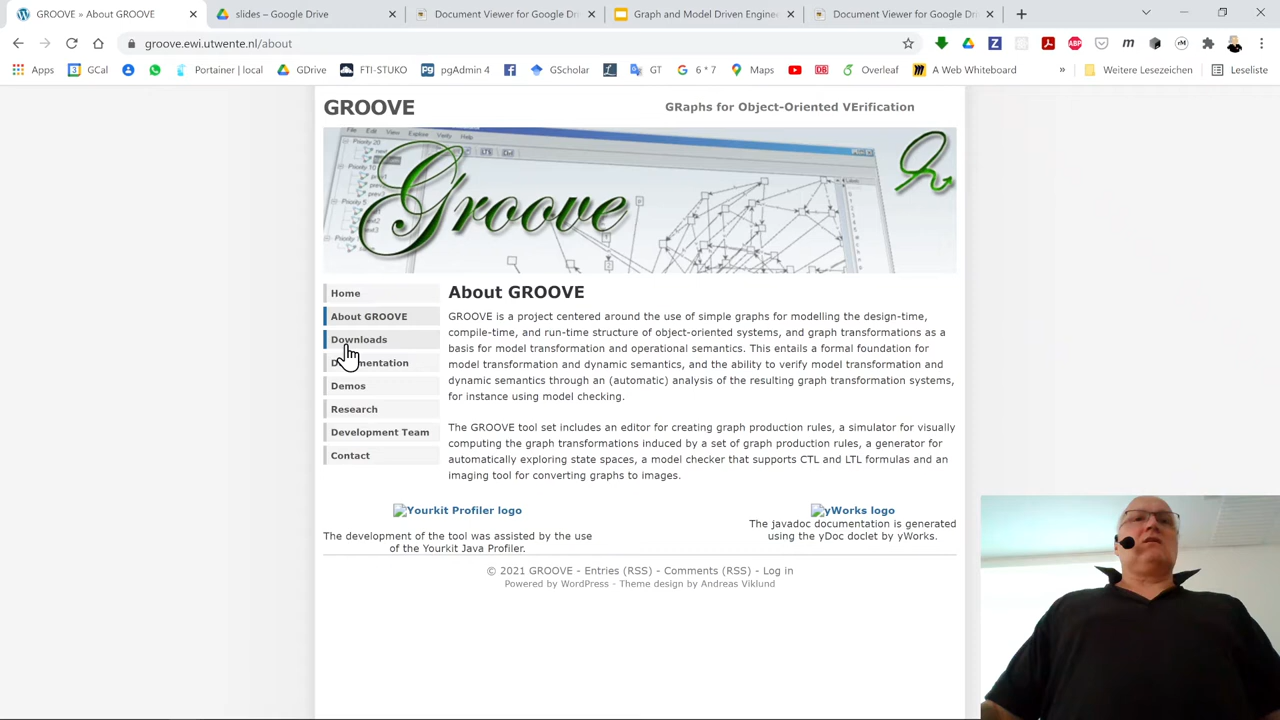 GROOVE » About GROOVE
slides – Google Drive
Document Viewer for Google Dri
Graph and Model Driven Enginee
Document Viewer for Google Dri
groove.ewi.utwente.nl/about
Apps
GCal
Portainer | local
GDrive
FTI-STUKO
pgAdmin 4
GScholar
GT
6 * 7
Maps
Overleaf
A Web Whiteboard
»
Weitere Lesezeichen
Leseliste
GROOVE
GRaphs for Object-Oriented VErification
File Edit View Explore Verify Help
Groove
Home
About GROOVE
Downloads
Demos
Research
Development Team
Contact
About GROOVE
GROOVE is a project centered around the use of simple graphs for modelling the design-time,
compile-time, and run-time structure of object-oriented systems, and graph transformations as a
basis for model transformation and operational semantics. This entails a formal foundation for
model transformation and dynamic semantics, and the ability to verify model transformation and
dynamic semantics through an (automatic) analysis of the resulting graph transformation systems,
for instance using model checking.
The GROOVE tool set includes an editor for creating graph production rules, a simulator for visually
computing the graph transformations induced by a set of graph production rules, a generator for
automatically exploring state spaces, a model checker that supports CTL and LTL formulas and an
imaging tool for converting graphs to images.
Yourkit Profiler logo
The development of the tool was assisted by the use
of the Yourkit Java Profiler.
yWorks logo
The javadoc documentation is generated
using the yDoc doclet by yWorks.
© 2021 GROOVE - Entries (RSS) - Comments (RSS) - Log in
Powered by WordPress - Theme design by Andreas Viklund